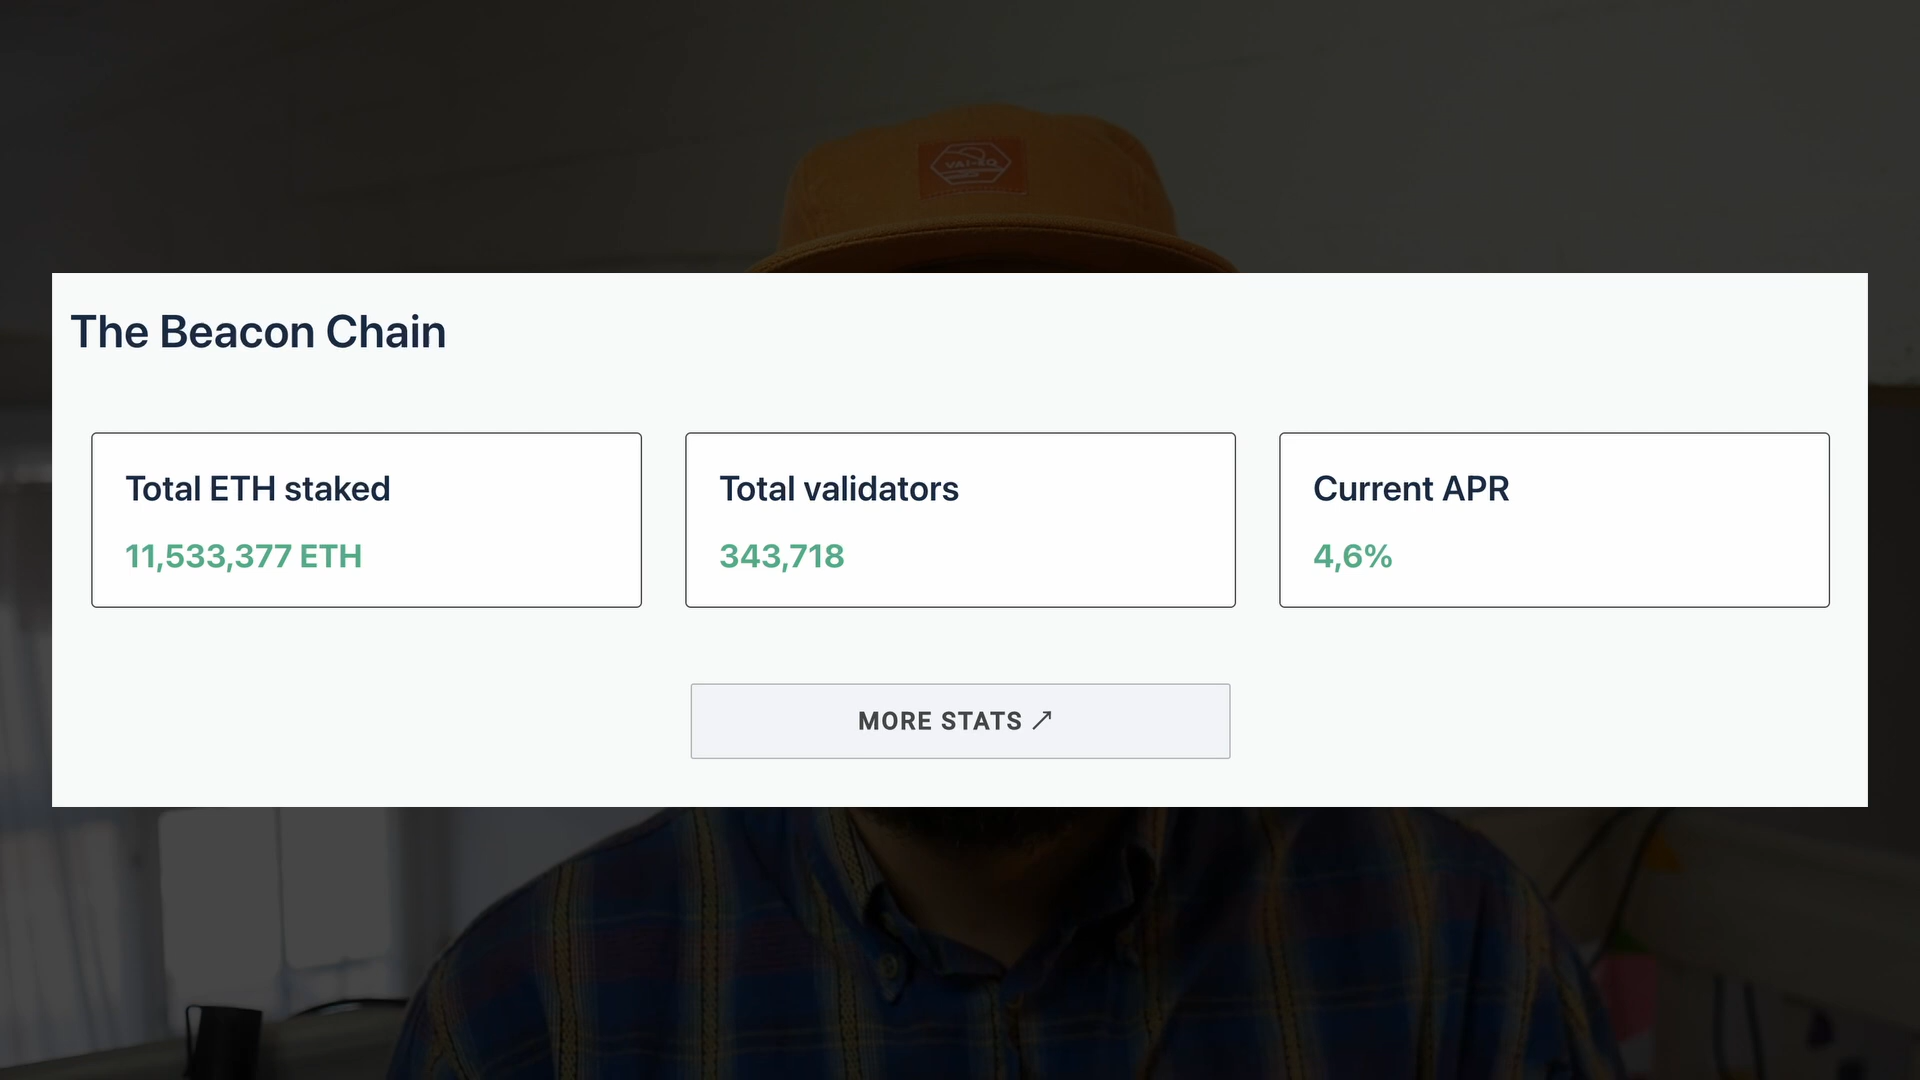 The Beacon Chain
Total ETH staked
11,533,377 ETH
Total validators
343,718
Current APR
4,6%
MORE STATS ↗